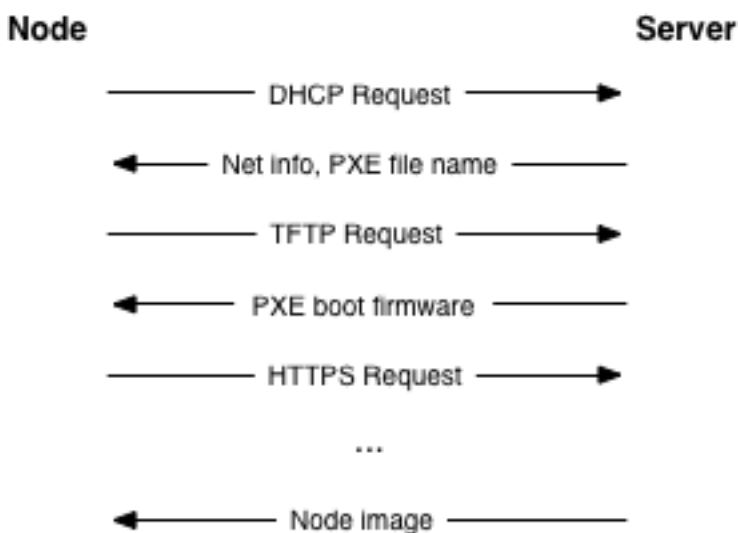 Node Server
DHCP Request
Net info, PXE file name
TFTP Request
PXE boot firmware
HTTPS Request
...
Node image